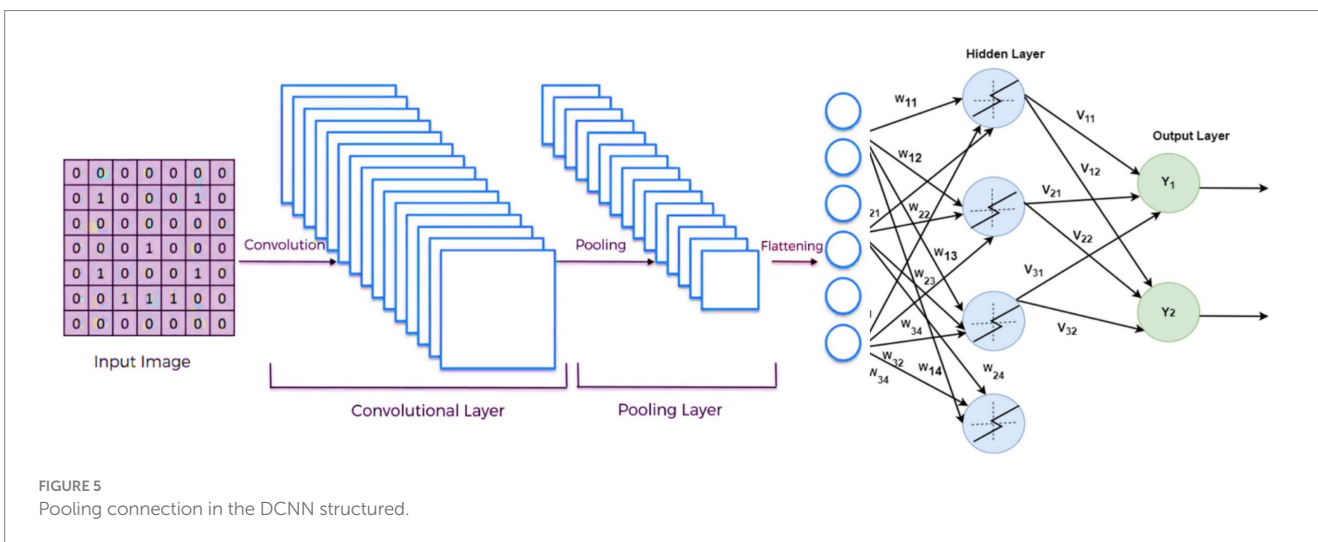 0 0 0 0 0 0 0
0 1 0 0 0 1 0
0 0 0 0 0 0 0
0 0 0 1 0 0 0
0 1 0 0 0 1 0
0 0 1 1 1 0 0
0 0 0 0 0 0 0
Input Image
Convolution
Convolutional Layer
Pooling
Pooling Layer
Flattening
Hidden Layer
W11
W12
21
W22
W13
W23
W34
W32
W14
W34
W24
V11
V12
V21
V22
V31
V32
Output Layer
Y1
Y2
FIGURE 5
Pooling connection in the DCNN structured.